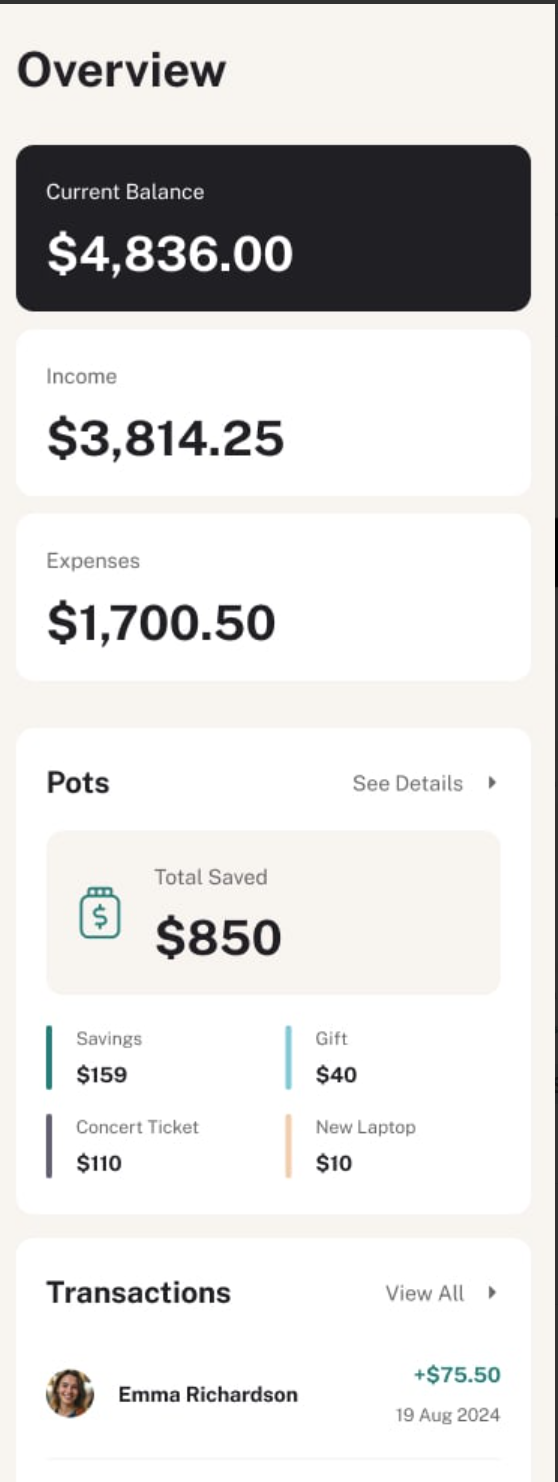 Overview
Current Balance
$4,836.00
Income
$3,814.25
Expenses
$1,700.50
Pots
See Details
$
Total Saved
$850
Savings
$159
Gift
$40
Concert Ticket
$110
New Laptop
$10
Transactions
View All
Emma Richardson
+$75.50
19 Aug 2024